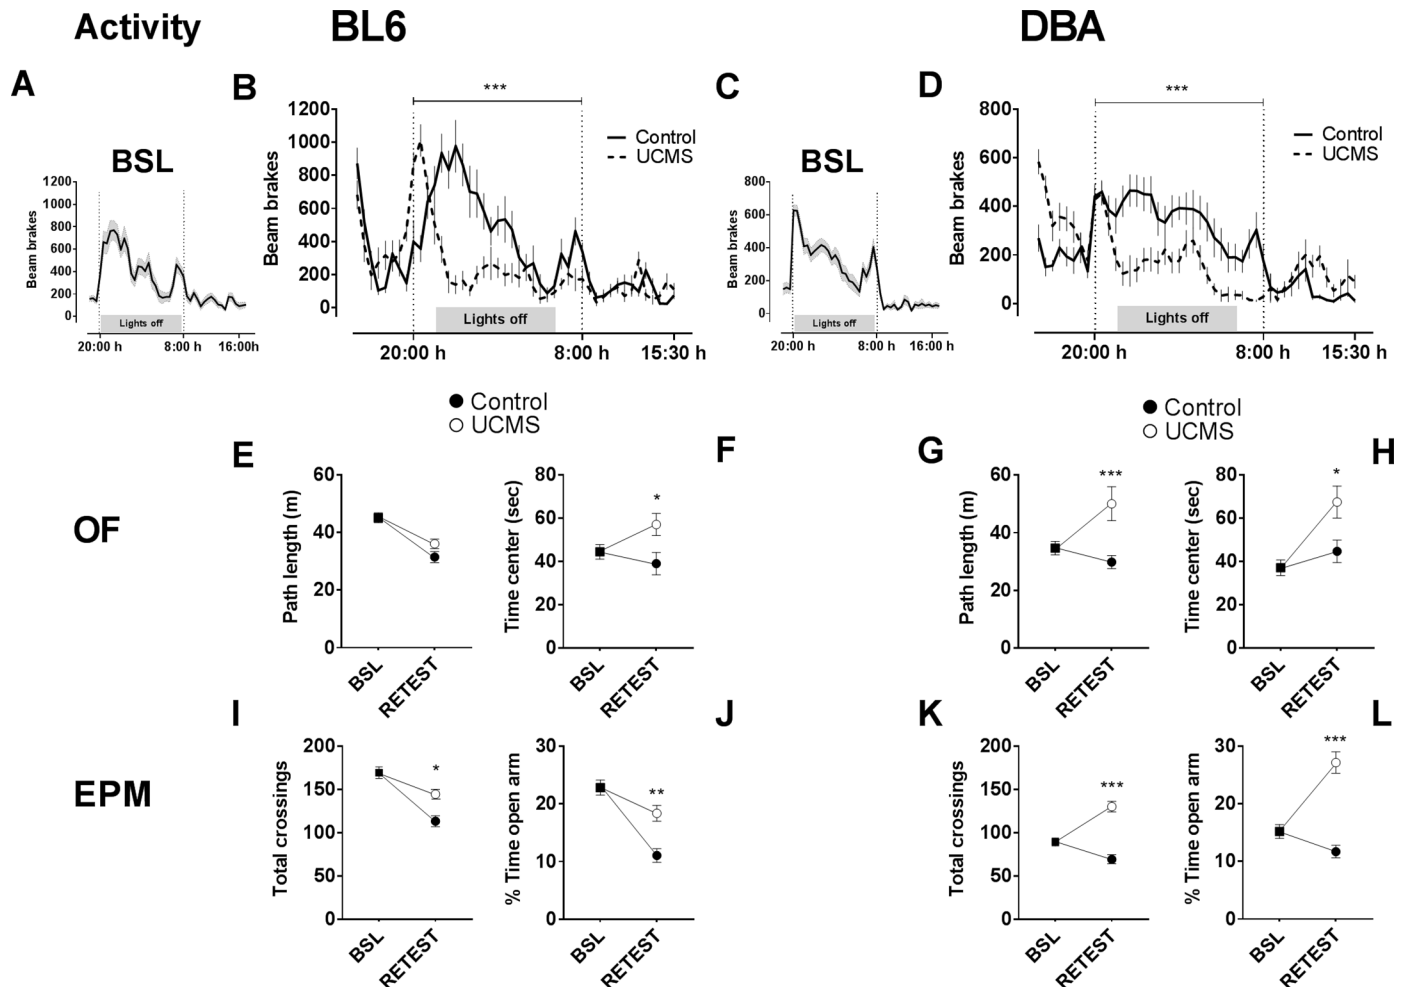 Activity
BL6
DBA
A
BSL
Beam brakes
1200
1000
800
600
400
200
0
Lights off
20:00 h
8:00 h
16:00h
B
***
Beam brakes
1200
1000
800
600
400
200
0
Control
UCMS
Lights off
20:00 h
8:00 h
15:30 h
C
BSL
Beam brakes
800
600
400
200
0
Lights off
20:00 h
8:00 h
16:00 h
D
***
Beam brakes
800
600
400
200
0
Control
UCMS
Lights off
20:00 h
8:00 h
15:30 h
Control
UCMS
Control
UCMS
OF
E
Path length (m)
60
40
20
0
BSL
RETEST
F
Time center (sec)
80
60
40
20
0
*
BSL
RETEST
G
Path length (m)
60
40
20
0
***
BSL
RETEST
H
Time center (sec)
80
60
40
20
0
*
BSL
RETEST
EPM
I
Total crossings
200
150
100
50
0
*
BSL
RETEST
J
% Time open arm
30
20
10
0
**
BSL
RETEST
K
Total crossings
200
150
100
50
0
***
BSL
RETEST
L
% Time open arm
30
20
10
0
***
BSL
RETEST